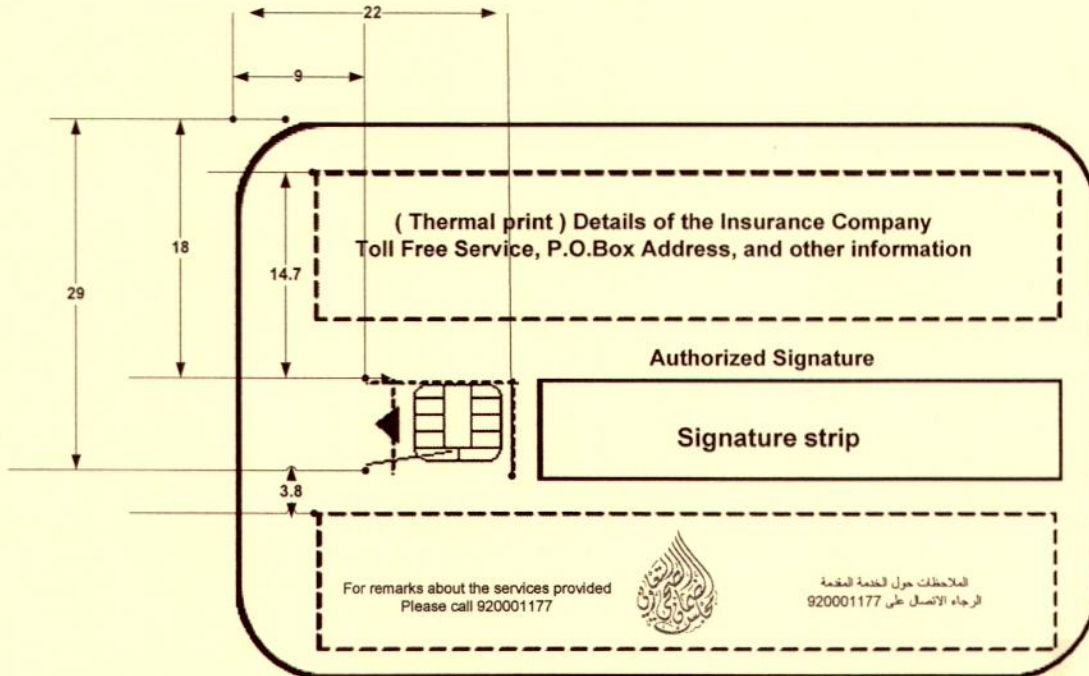 22
9
( Thermal print ) Details of the Insurance Company
Toll Free Service, P.O.Box Address, and other information
18
14.7
29
Authorized Signature
Signature strip
3.8
For remarks about the services provided
Please call 920001177
الملاحظات حول الخدمة المقدمة
الرجاء الاتصال على 920001177